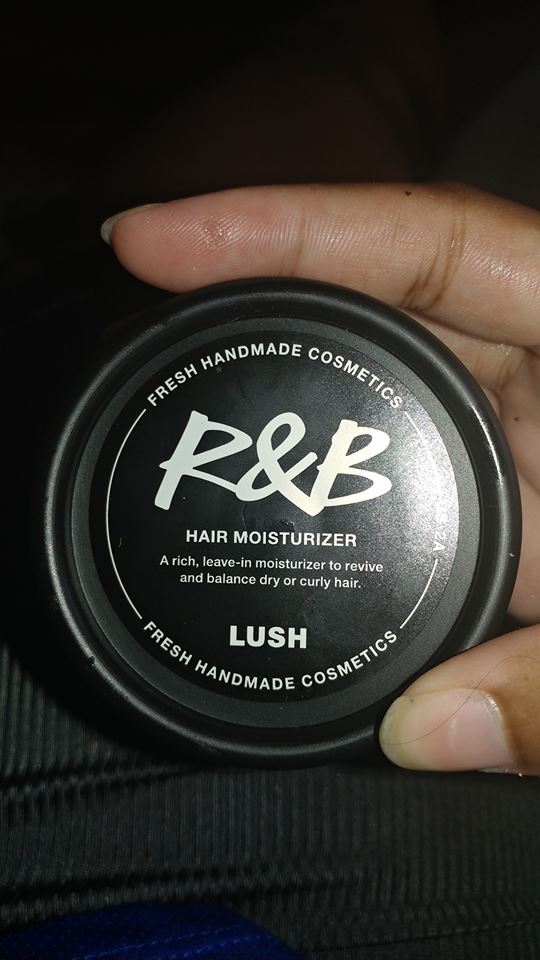 FRESH HANDMADE COSMETICS
R&B
HAIR MOISTURIZER
A rich, leave-in moisturizer to revive
and balance dry or curly hair.
LUSH
FRESH HANDMADE COSMETICS